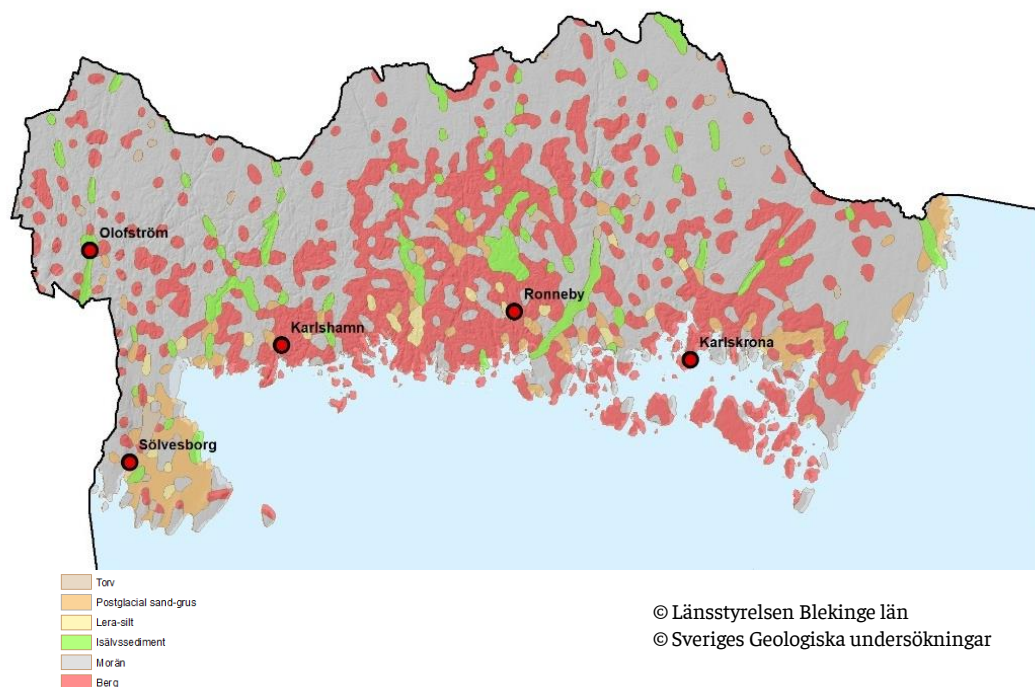 Olofström
Ronneby
Karlshamn
Karlskrona
Sölvesborg
Torv
Postglacial sand-grus
Lera-silt
Isälvssediment
Morän
Berg
© Länsstyrelsen Blekinge län
© Sveriges Geologiska undersökningar